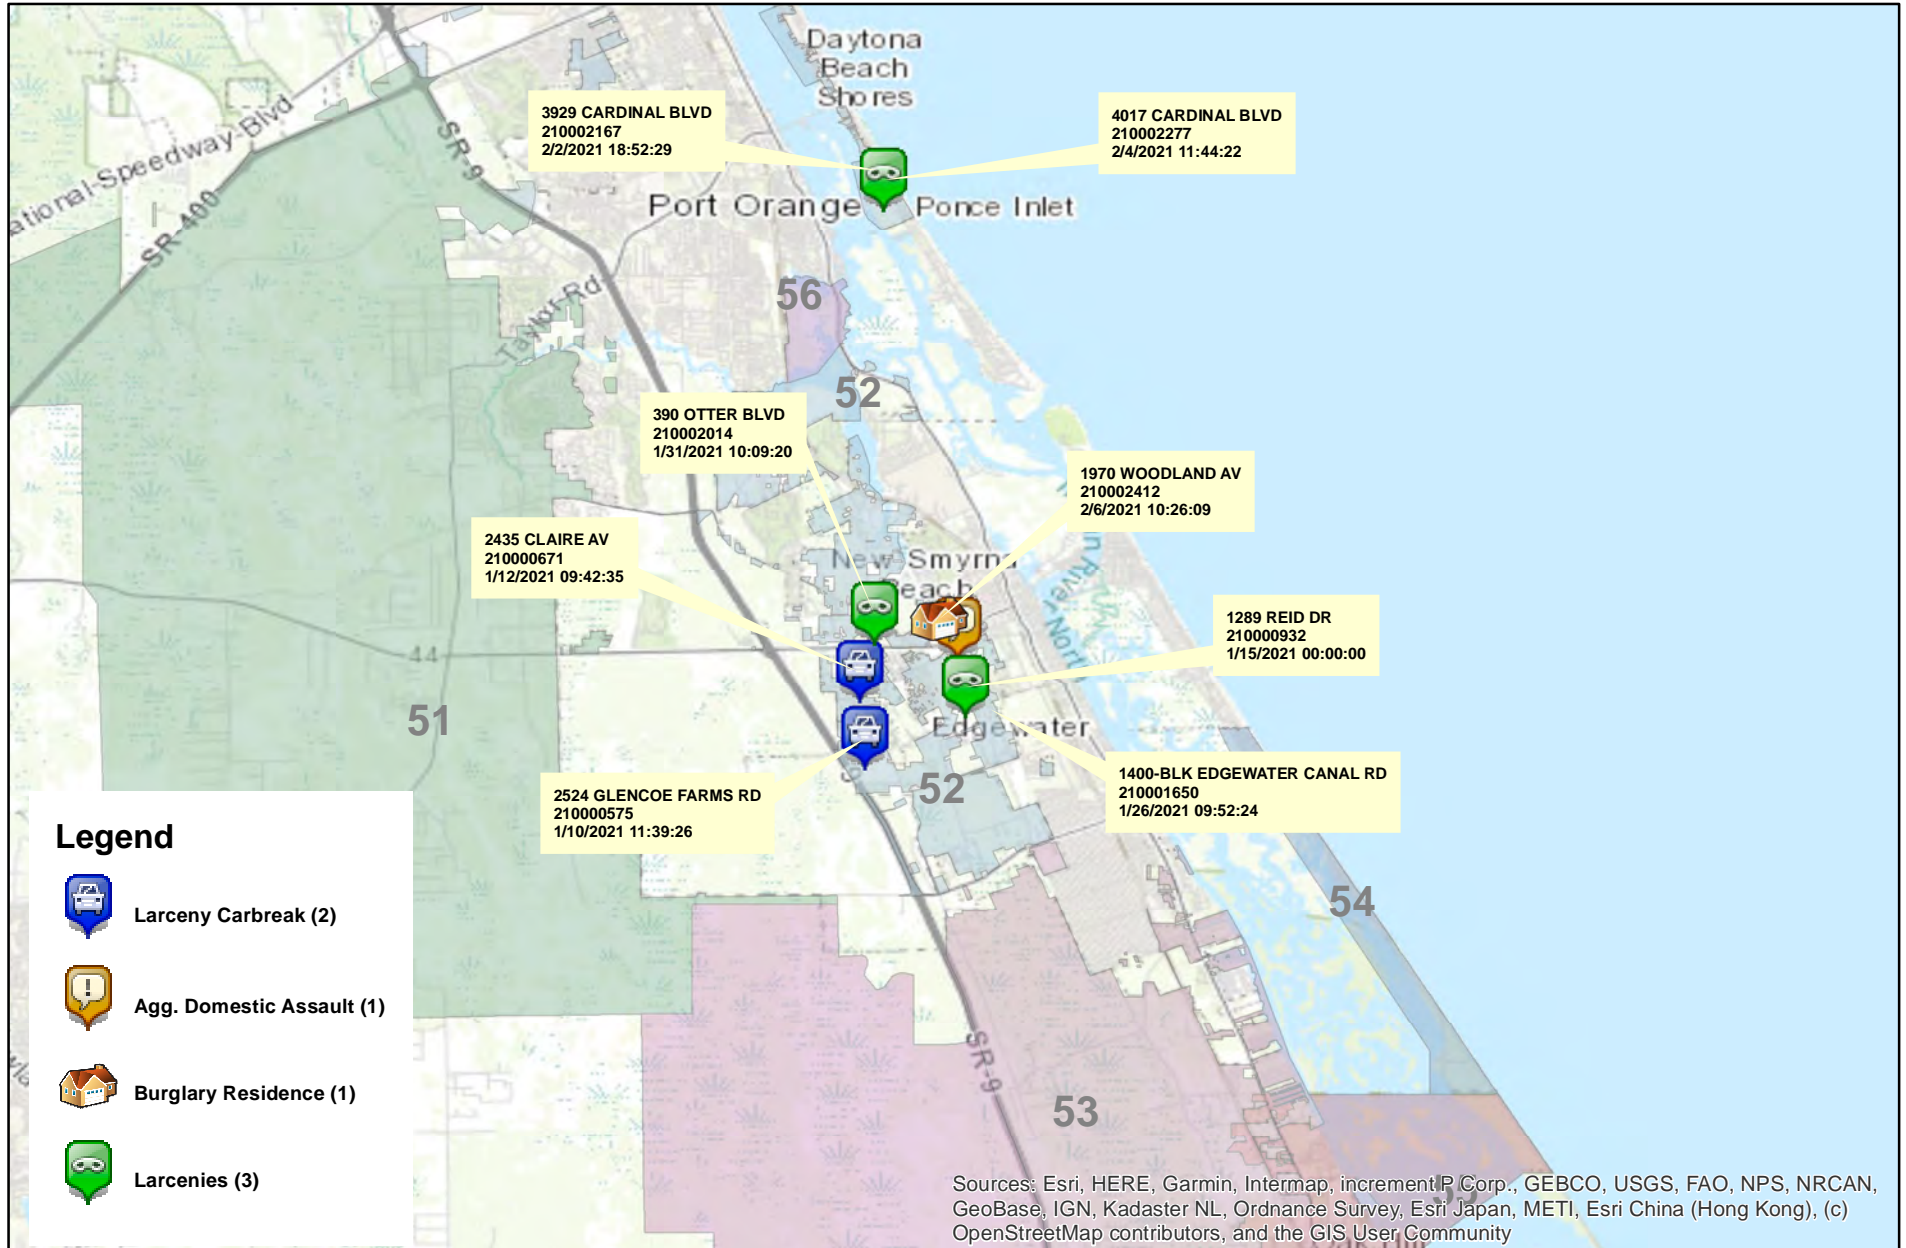 Daytona
Beach
Shores
3929 CARDINAL BLVD
210002167
2/2/2021 18:52:29
4017 CARDINAL BLVD
210002277
2/4/2021 11:44:22
ational-Speedway-Blvd
SR-400
SR-9
Port Orange
Ponce Inlet
Taylor Rd
56
52
390 OTTER BLVD
210002014
1/31/2021 10:09:20
1970 WOODLAND AV
210002412
2/6/2021 10:26:09
2435 CLAIRE AV
210000671
1/12/2021 09:42:35
New Smyrna
Beach
n River North
1289 REID DR
210000932
1/15/2021 00:00:00
44
51
Edgewater
52
1400-BLK EDGEWATER CANAL RD
210001650
1/26/2021 09:52:24
2524 GLENCOE FARMS RD
210000575
1/10/2021 11:39:26
54
SR-9
53
55
Legend
Larceny Carbreak (2)
Agg. Domestic Assault (1)
Burglary Residence (1)
Larcenies (3)
Sources: Esri, HERE, Garmin, Intermap, increment P Corp., GEBCO, USGS, FAO, NPS, NRCAN,
GeoBase, IGN, Kadaster NL, Ordnance Survey, Esri Japan, METI, Esri China (Hong Kong), (c)
OpenStreetMap contributors, and the GIS User Community